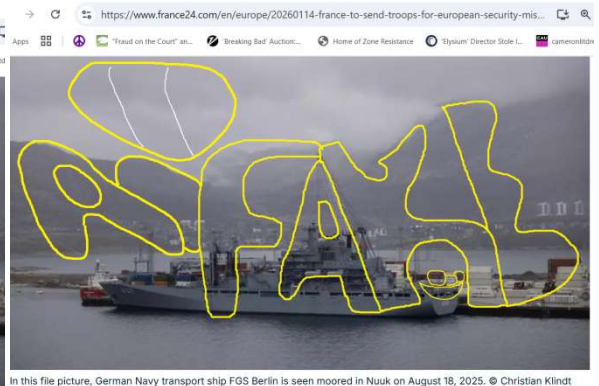 https://www.france24.com/en/europe/20260114-france-to-send-troops-for-european-security-mis...
Apps
"Fraud on the Court" an...
'Breaking Bad' Auction:...
Home of Zone Resistance
'Elysium' Director Stole I...
CAU
In this file picture, German Navy transport ship FGS Berlin is seen moored in Nuuk on August 18, 2025. © Christian Klindt